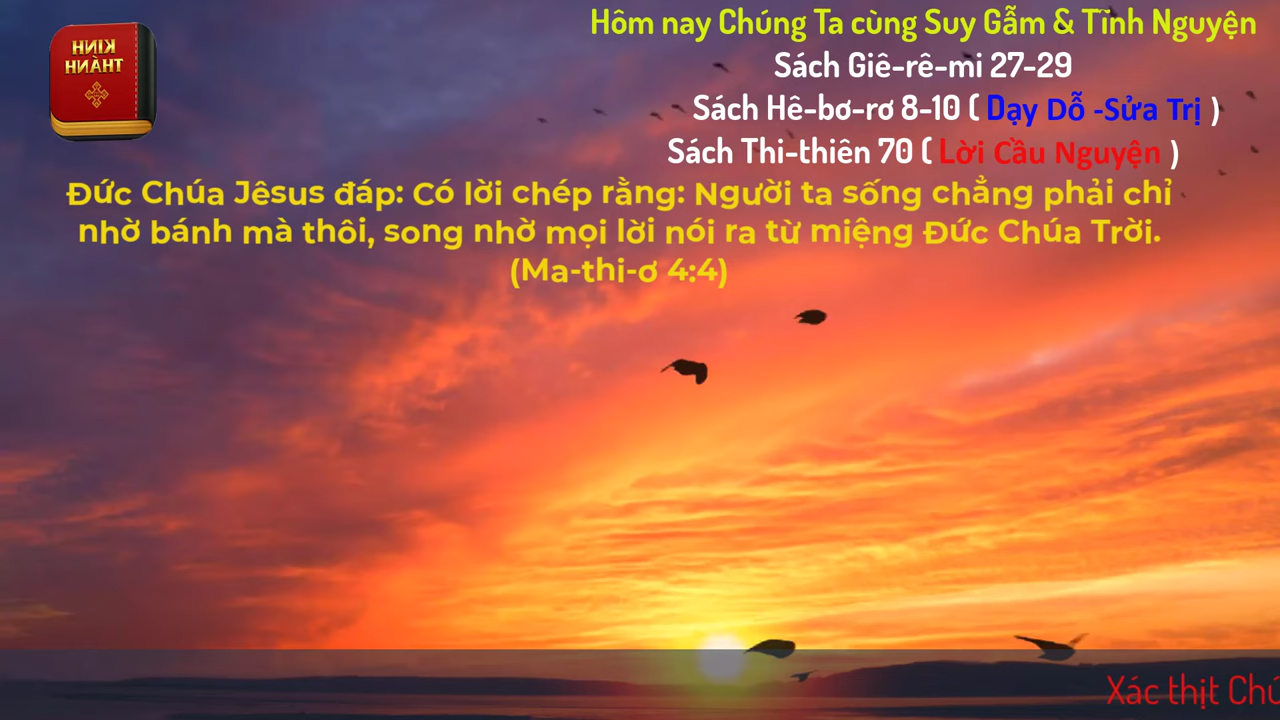 KINH
THÁNH
Hôm nay Chúng Ta cùng Suy Gẫm & Tĩnh Nguyện
Sách Giê-rê-mi 27-29
Sách Hê-bơ-rơ 8-10 ( Dạy Dỗ -Sửa Trị )
Sách Thi-thiên 70 ( Lời Cầu Nguyện )
Đức Chúa Jêsus đáp: Có lời chép rằng: Người ta sống chẳng phải chỉ
nhờ bánh mà thôi, song nhờ mọi lời nói ra từ miệng Đức Chúa Trời.
(Ma-thi-ơ 4:4)
Xác thịt